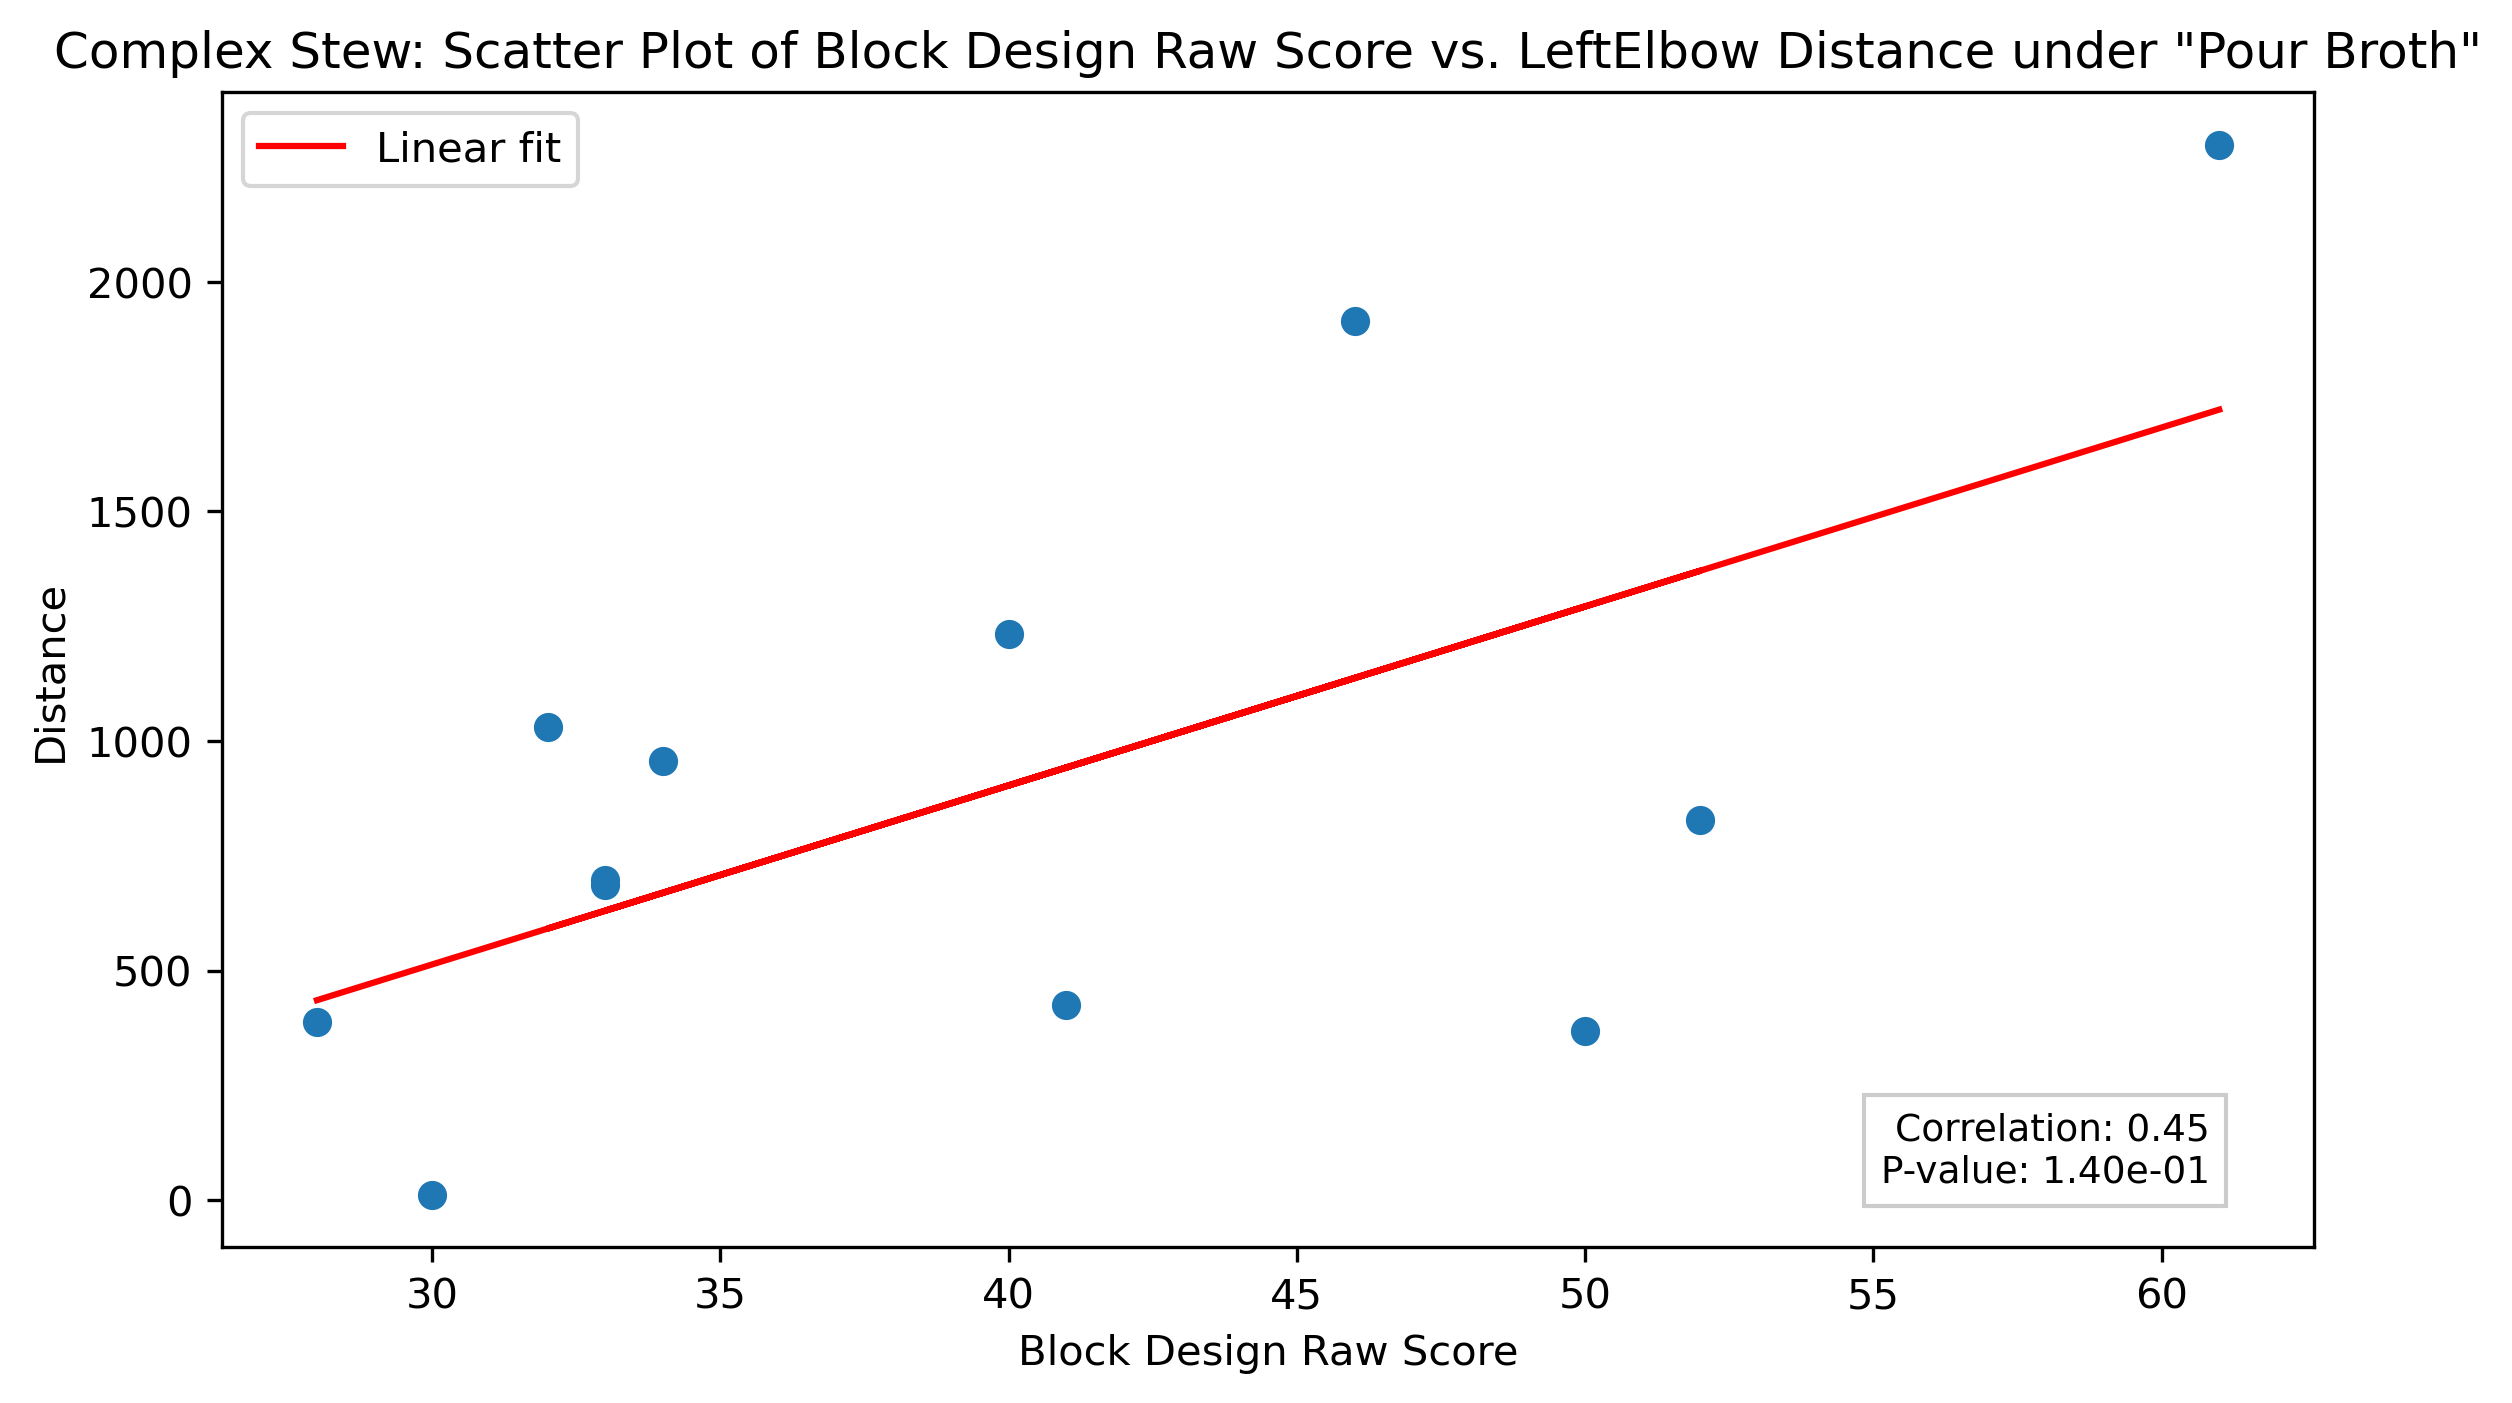 Complex Stew: Scatter Plot of Block Design Raw Score vs. LeftElbow Distance under "Pour Broth"
Linear fit
2000
1500
1000
500
0
Distance
Correlation: 0.45
P-value: 1.40e-01
30 35 40 45 50 55 60
Block Design Raw Score